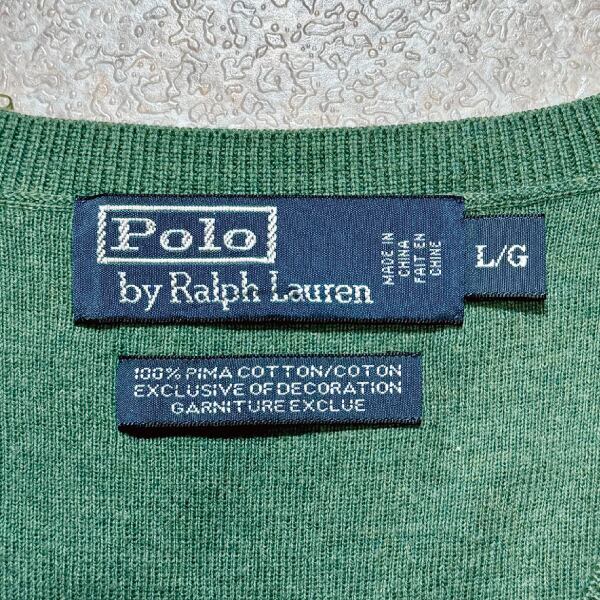 Polo
by Ralph Lauren
MADE IN
CHINA
FAIT EN
CHINE
L/G
100% PIMA COTTON/COTON
EXCLUSIVE OF DECORATION
GARNITURE EXCLUE